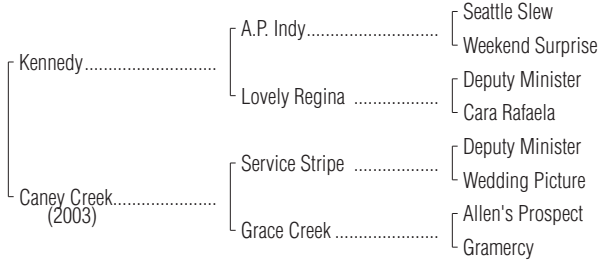 Seattle Slew
A.P. Indy..............................
Weekend Surprise
Kennedy..............................
Deputy Minister
Lovely Regina ...................
Cara Rafaela
Deputy Minister
Service Stripe ...................
Wedding Picture
Caney Creek.......................
(2003)
Allen's Prospect
Grace Creek .......................
Gramercy